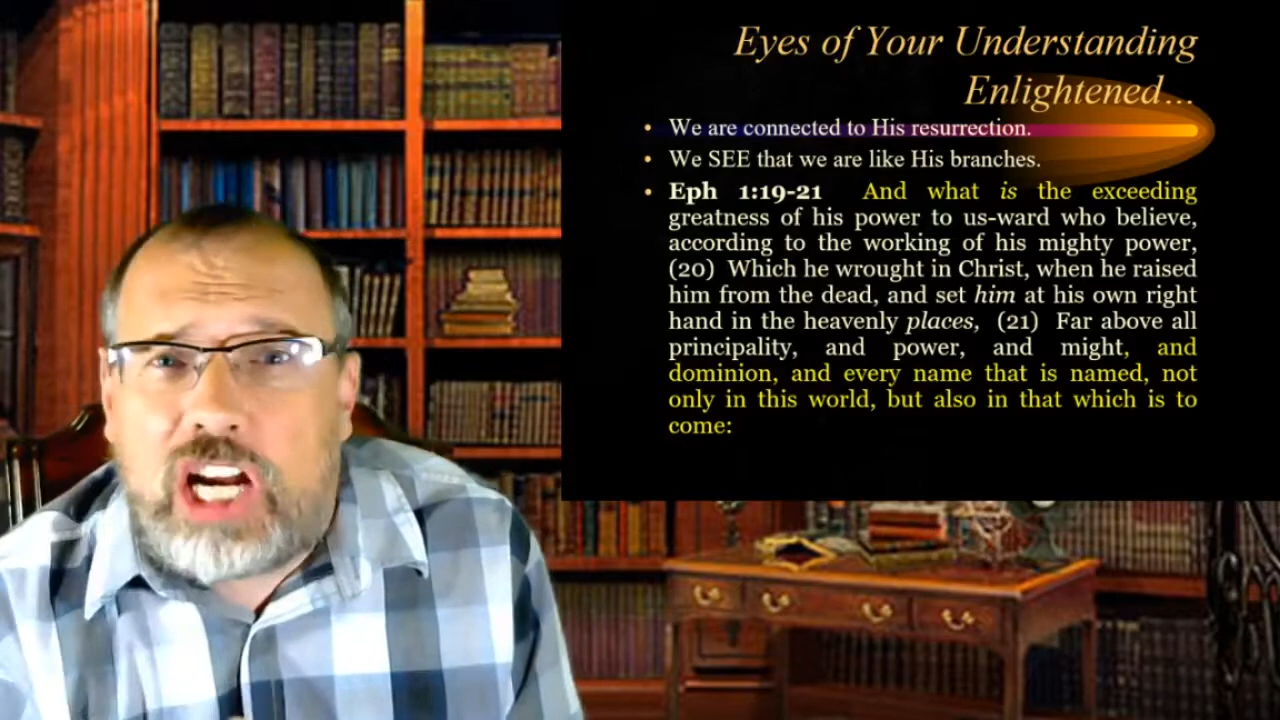 Eyes of Your Understanding
Enlightened...
• We are connected to His resurrection.
• We SEE that we are like His branches.
• Eph 1:19-21 And what is the exceeding
greatness of his power to us-ward who believe,
according to the working of his mighty power,
(20) Which he wrought in Christ, when he raised
him from the dead, and set him at his own right
hand in the heavenly places, (21) Far above all
principality, and power, and might, and
dominion, and every name that is named, not
only in this world, but also in that which is to
come: